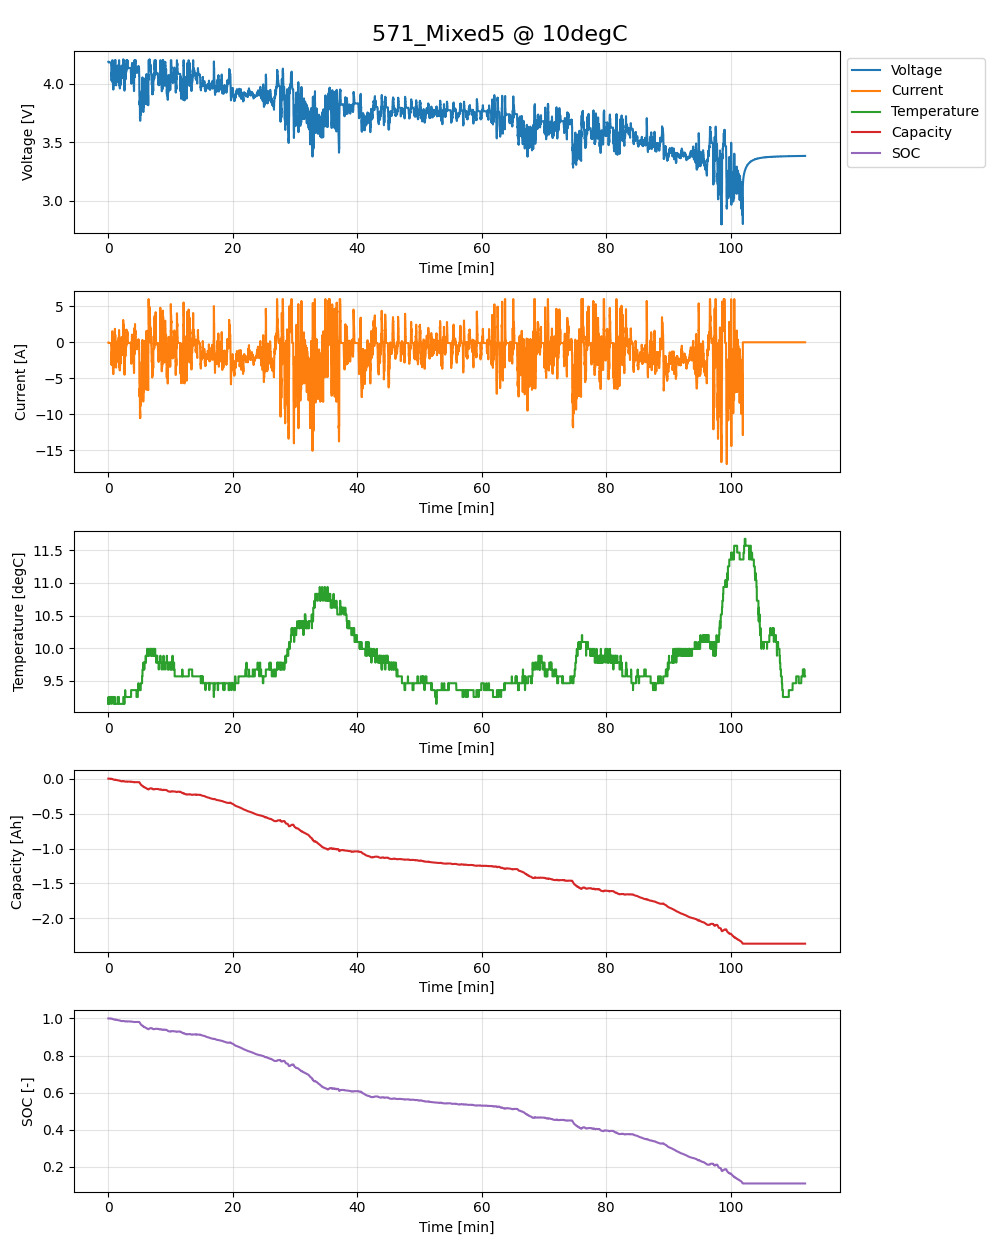 571_Mixed5 @ 10degC
Voltage
Current
Temperature
Capacity
SOC
Voltage [V]
4.0
3.5
3.0
0 20 40 60 80 100
Time [min]
Current [A]
5
0
−5
−10
−15
0 20 40 60 80 100
Time [min]
Temperature [degC]
11.5
11.0
10.5
10.0
9.5
0 20 40 60 80 100
Time [min]
Capacity [Ah]
0.0
−0.5
−1.0
−1.5
−2.0
0 20 40 60 80 100
Time [min]
SOC [-]
1.0
0.8
0.6
0.4
0.2
0 20 40 60 80 100
Time [min]